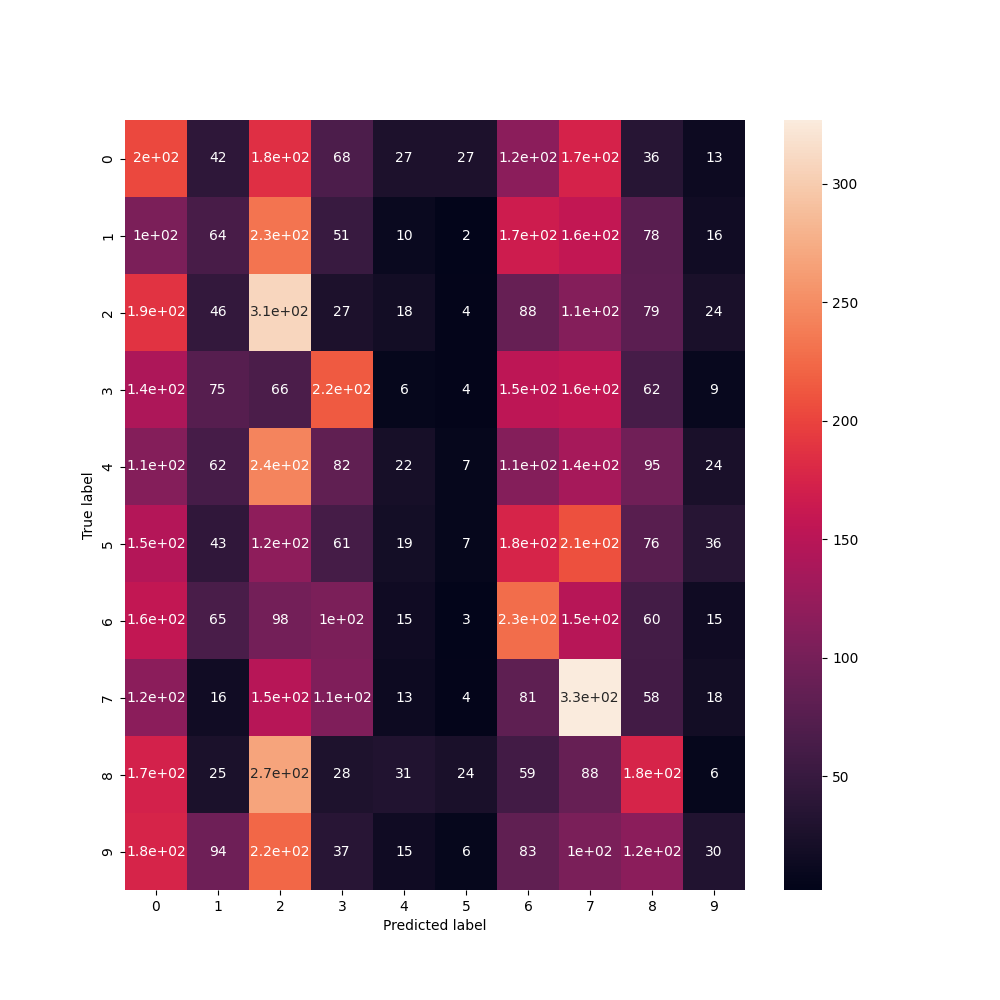 0 2e+02 42 1.8e+02 68 27 27 1.2e+02 1.7e+02 36 13
1 1e+02 64 2.3e+02 51 10 2 1.7e+02 1.6e+02 78 16
2 1.9e+02 46 3.1e+02 27 18 4 88 1.1e+02 79 24
3 1.4e+02 75 66 2.2e+02 6 4 1.5e+02 1.6e+02 62 9
4 1.1e+02 62 2.4e+02 82 22 7 1.1e+02 1.4e+02 95 24
5 1.5e+02 43 1.2e+02 61 19 7 1.8e+02 2.1e+02 76 36
6 1.6e+02 65 98 1e+02 15 3 2.3e+02 1.5e+02 60 15
7 1.2e+02 16 1.5e+02 1.1e+02 13 4 81 3.3e+02 58 18
8 1.7e+02 25 2.7e+02 28 31 24 59 88 1.8e+02 6
9 1.8e+02 94 2.2e+02 37 15 6 83 1e+02 1.2e+02 30
0 1 2 3 4 5 6 7 8 9
Predicted label
True label
300
250
200
150
100
50